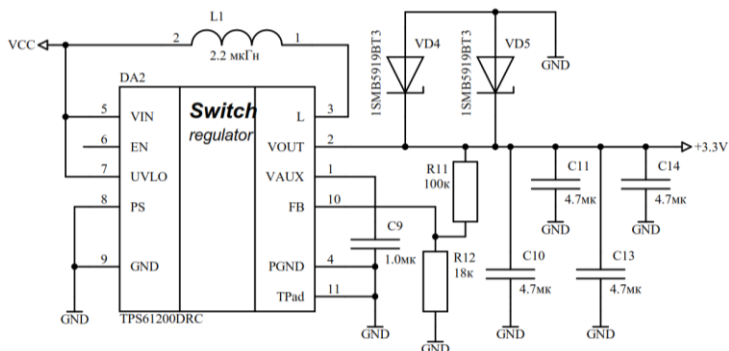 L1
VCC
2
1
2.2 мкГн
DA2
VD4
VD5
1SMB5919BT3
1SMB5919BT3
GND
Switch
regulator
5
VIN
L
3
6
EN
VOUT
2
+3.3V
7
UVLO
VAUX
1
8
PS
FB
10
9
GND
PGND
4
TPad
11
TPS61200DRC
GND
C9
1.0мк
GND
R11
100к
R12
18к
GND
C10
4.7мк
GND
C11
4.7мк
GND
C13
4.7мк
GND
C14
4.7мк
GND